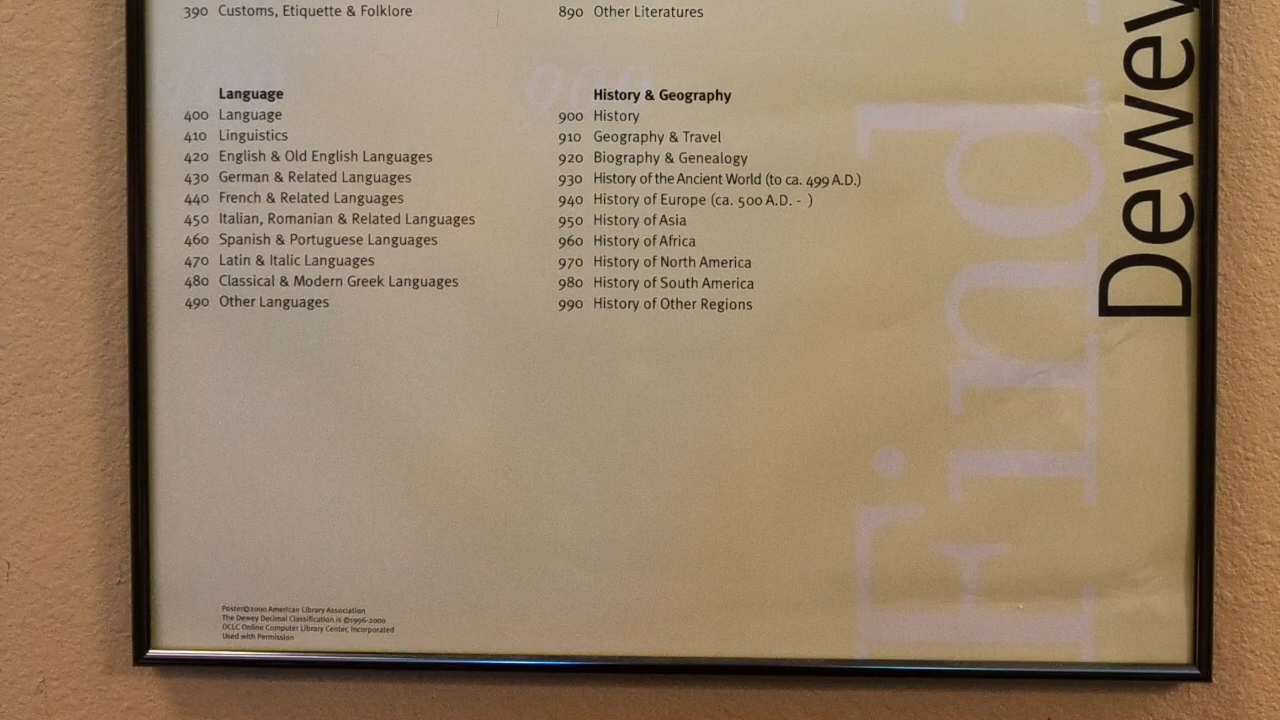 390 Customs, Etiquette & Folklore
890 Other Literatures
Language
400 Language
410 Linguistics
420 English & Old English Languages
430 German & Related Languages
440 French & Related Languages
450 Italian, Romanian & Related Languages
460 Spanish & Portuguese Languages
470 Latin & Italic Languages
480 Classical & Modern Greek Languages
490 Other Languages
900
History & Geography
900 History
910 Geography & Travel
920 Biography & Genealogy
930 History of the Ancient World (to ca. 499 A.D.)
940 History of Europe (ca. 500 A.D. - )
950 History of Asia
960 History of Africa
970 History of North America
980 History of South America
990 History of Other Regions
Find
Dewey
Poster©2000 American Library Association
The Dewey Decimal Classification is ©1996-2000
OCLC Online Computer Library Center, Incorporated
Used with Permission